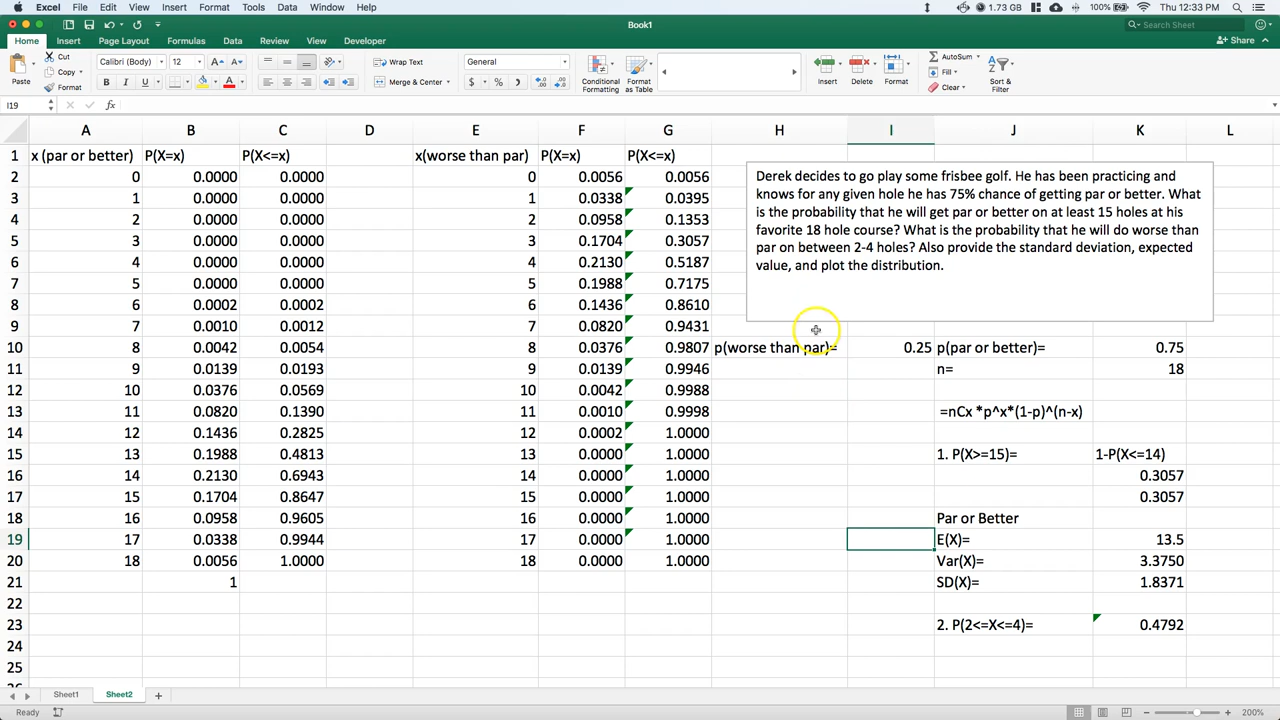 Excel File Edit View Insert Format Tools Data Window Help 1.73 GB 100% Thu 12:33 PM
Book1 Search Sheet
Home Insert Page Layout Formulas Data Review View Developer Share
Paste Cut Copy Format Calibri (Body) 12 A A Wrap Text General Conditional Formatting Format as Table Insert Delete Format AutoSum Fill Clear Sort & Filter
B I U A Merge & Center $ % ,
I19 fx
A B C D E F G H I J K L
1 x (par or better) P(X=x) P(X<=x) x(worse than par) P(X=x) P(X<=x)
2 0 0.0000 0.0000 0 0.0056 0.0056
3 1 0.0000 0.0000 1 0.0338 0.0395
4 2 0.0000 0.0000 2 0.0958 0.1353
5 3 0.0000 0.0000 3 0.1704 0.3057
6 4 0.0000 0.0000 4 0.2130 0.5187
7 5 0.0000 0.0000 5 0.1988 0.7175
8 6 0.0002 0.0002 6 0.1436 0.8610
9 7 0.0010 0.0012 7 0.0820 0.9431
Derek decides to go play some frisbee golf. He has been practicing and
knows for any given hole he has 75% chance of getting par or better. What
is the probability that he will get par or better on at least 15 holes at his
favorite 18 hole course? What is the probability that he will do worse than
par on between 2-4 holes? Also provide the standard deviation, expected
value, and plot the distribution.
10 8 0.0042 0.0054 8 0.0376 0.9807 p(worse than par)= 0.25 p(par or better)= 0.75
11 9 0.0139 0.0193 9 0.0139 0.9946 n= 18
12 10 0.0376 0.0569 10 0.0042 0.9988
13 11 0.0820 0.1390 11 0.0010 0.9998 =nCx *p^x*(1-p)^(n-x)
14 12 0.1436 0.2825 12 0.0002 1.0000
15 13 0.1988 0.4813 13 0.0000 1.0000 1. P(X>=15)= 1-P(X<=14)
16 14 0.2130 0.6943 14 0.0000 1.0000 0.3057
17 15 0.1704 0.8647 15 0.0000 1.0000 0.3057
18 16 0.0958 0.9605 16 0.0000 1.0000 Par or Better
19 17 0.0338 0.9944 17 0.0000 1.0000 E(X)= 13.5
20 18 0.0056 1.0000 18 0.0000 1.0000 Var(X)= 3.3750
21 1 SD(X)= 1.8371
22
23 2. P(2<=X<=4)= 0.4792
24
25
Sheet1 Sheet2 +
Ready 200%